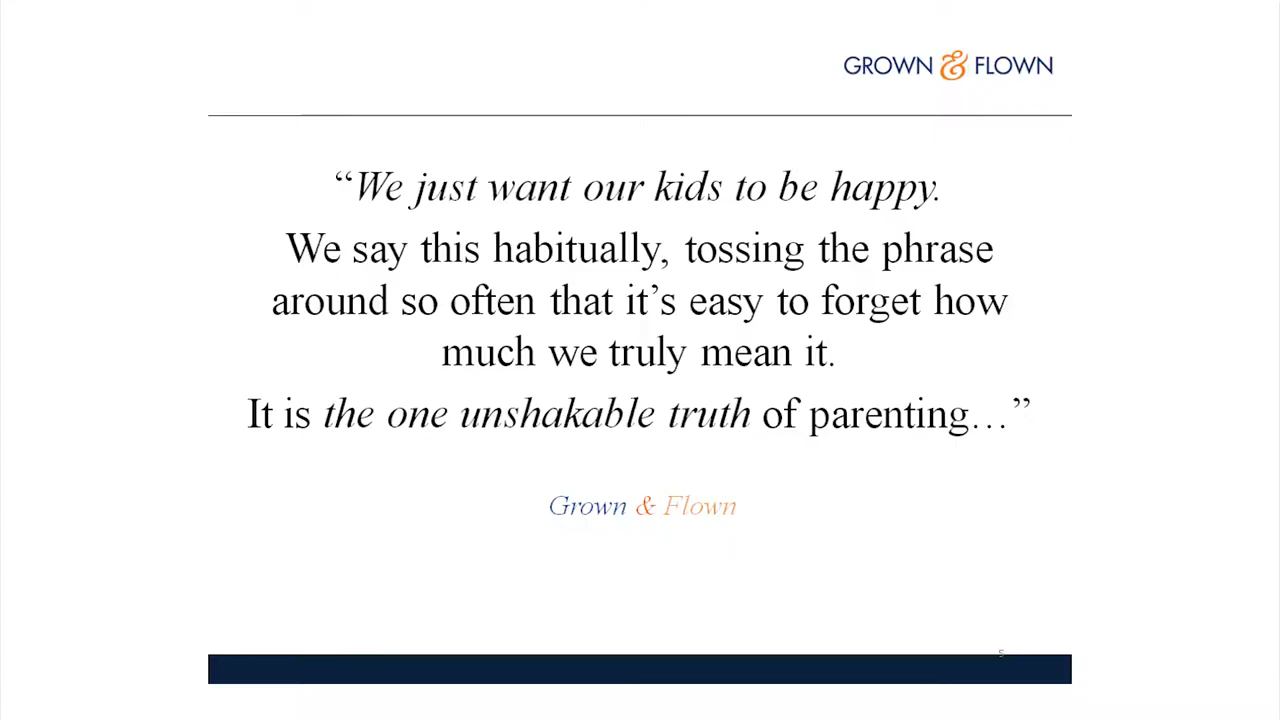 GROWN & FLOWN
“We just want our kids to be happy.
We say this habitually, tossing the phrase
around so often that it’s easy to forget how
much we truly mean it.
It is the one unshakable truth of parenting…”
Grown & Flown
5